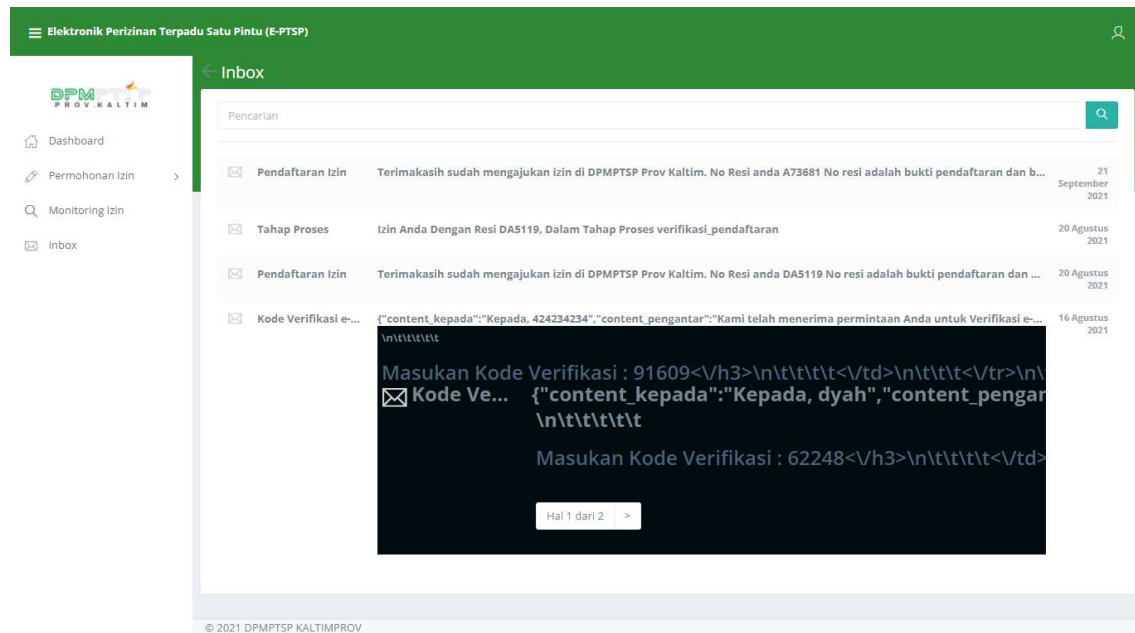 Elektronik Perizinan Terpadu Satu Pintu (E-PTSP)
Inbox
DPMPTSP
PROV.KALTIM
Dashboard
Permohonan Izin >
Monitoring Izin
Inbox
Pencarian
Pendaftaran Izin Terimakasih sudah mengajukan izin di DPMPTSP Prov Kaltim. No Resi anda A73681 No resi adalah bukti pendaftaran dan b... 21
September
2021
Tahap Proses Izin Anda Dengan Resi DA5119, Dalam Tahap Proses verifikasi_pendaftaran 20 Agustus
2021
Pendaftaran Izin Terimakasih sudah mengajukan izin di DPMPTSP Prov Kaltim. No Resi anda DA5119 No resi adalah bukti pendaftaran dan ... 20 Agustus
2021
Kode Verifikasi e-... {"content_kepada":"Kepada, 424234234","content_pengantar":"Kami telah menerima permintaan Anda untuk Verifikasi e-... 16 Agustus
2021
\n\t\t\t\t\t
Masukan Kode Verifikasi : 91609<\/h3>\n\t\t\t\t<\/td>\n\t\t\t<\/tr>\n\
Kode Ve... {"content_kepada":"Kepada, dyah","content_pengar
\n\t\t\t\t\t
Masukan Kode Verifikasi : 62248<\/h3>\n\t\t\t\t<\/td>
Hal 1 dari 2 >
© 2021 DPMPTSP KALTIMPROV